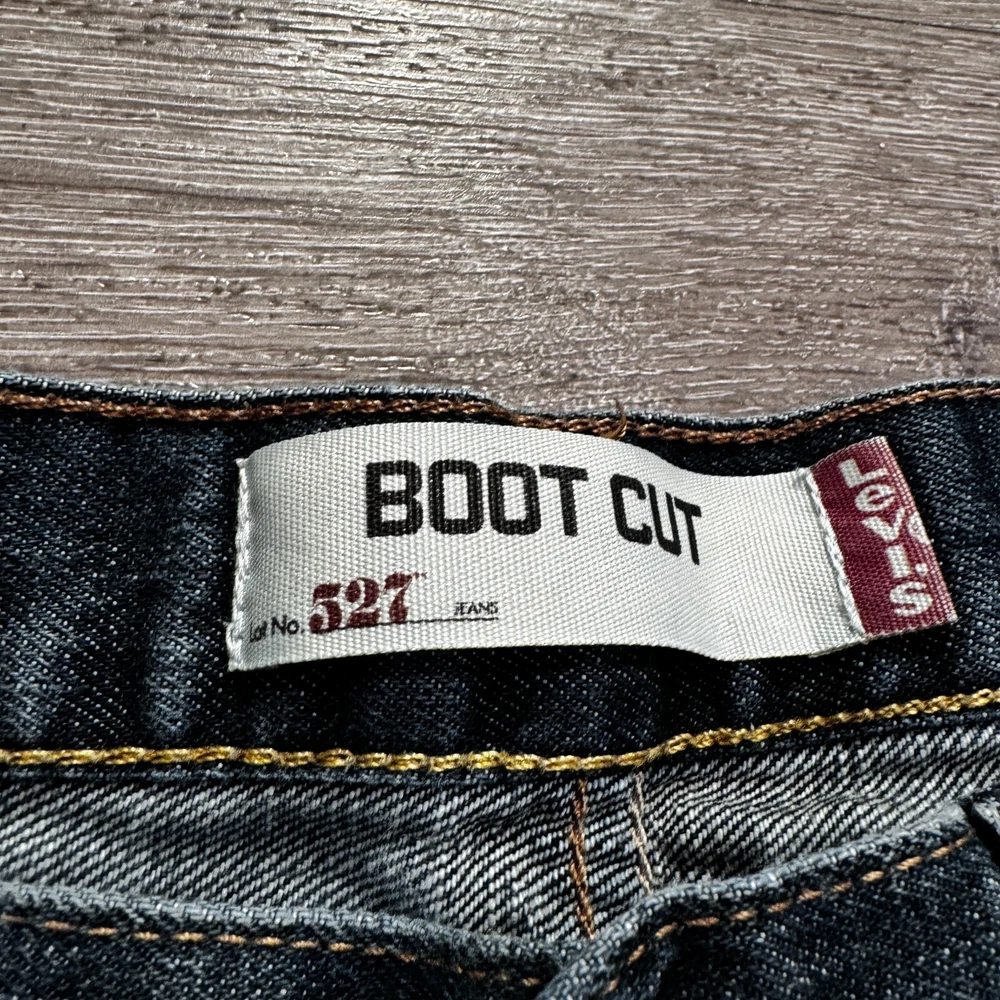 BOOT CUT
Lot No. 527™ JEANS
Levi's